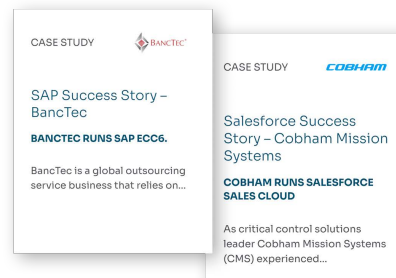 CASE STUDY
BANCTEC
SAP Success Story –
BancTec
BANCTEC RUNS SAP ECC6.
BancTec is a global outsourcing
service business that relies on...
CASE STUDY
COBHAM
Salesforce Success
Story – Cobham Mission
Systems
COBHAM RUNS SALESFORCE
SALES CLOUD
As critical control solutions
leader Cobham Mission Systems
(CMS) experienced...